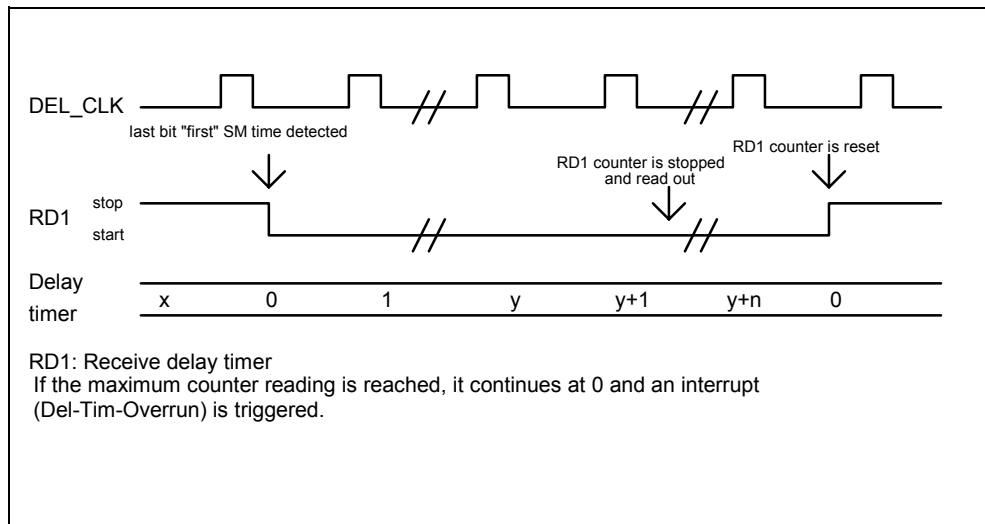 DEL_CLK
last bit "first" SM time detected
RD1 counter is stopped
and read out
RD1 counter is reset
RD1
stop
start
Delay
timer
x 0 1 y y+1 y+n 0
RD1: Receive delay timer
If the maximum counter reading is reached, it continues at 0 and an interrupt
(Del-Tim-Overrun) is triggered.